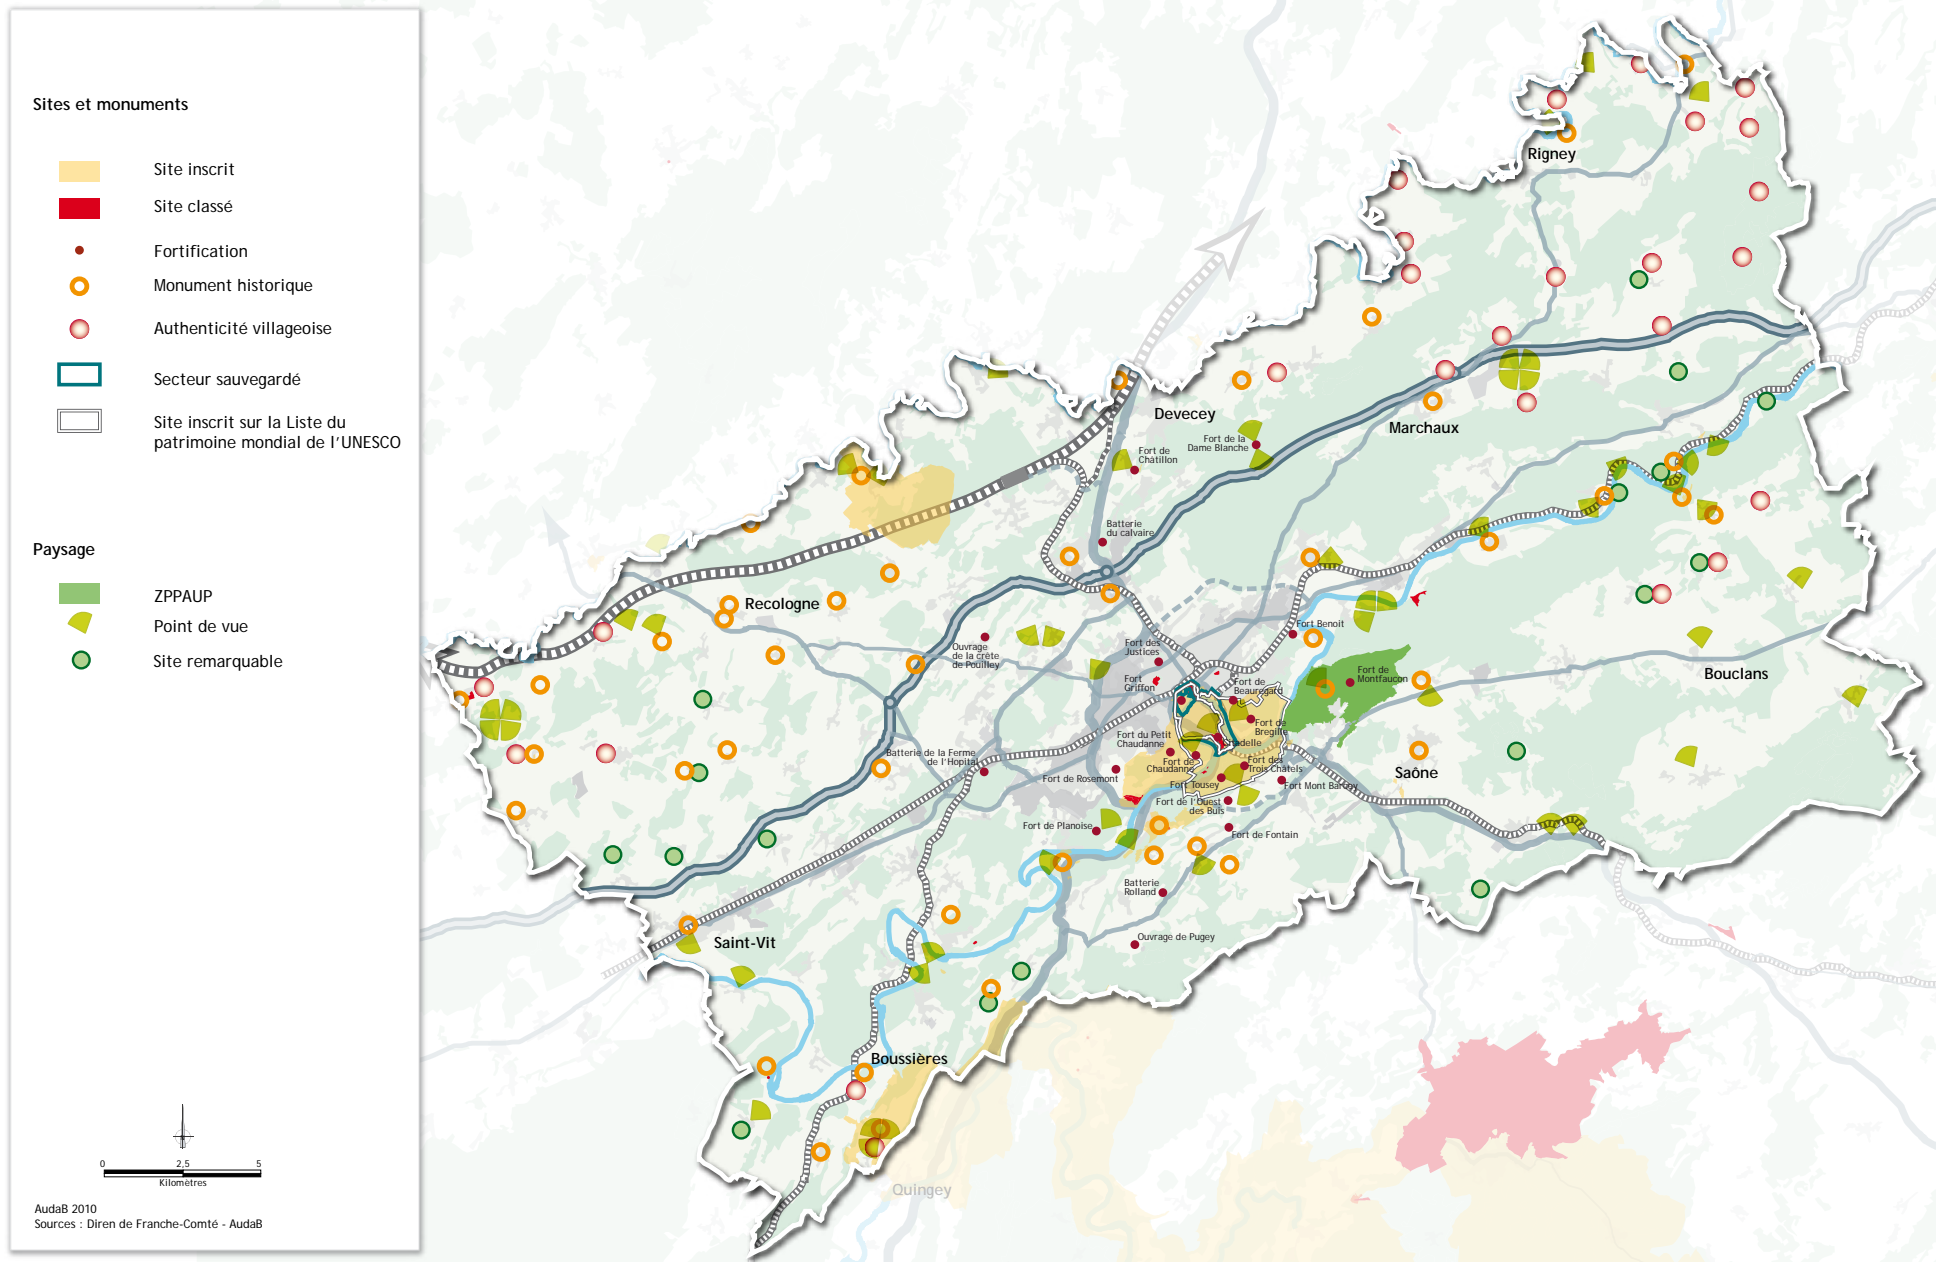 Sites et monuments
Site inscrit
Site classé
Fortification
Monument historique
Authenticité villageoise
Secteur sauvegardé
Site inscrit sur la Liste du
patrimoine mondial de l'UNESCO
Paysage
ZPPAUP
Point de vue
Site remarquable
0 2,5 5
Kilomètres
AudaB 2010
Sources : Diren de Franche-Comté - AudaB
Rigney
Devecey
Marchaux
Fort de la
Dame Blanche
Fort de
Châtillon
Batterie
du calvaire
Recologne
Ouvrage
de la crête
de Pouilley
Fort des
Justices
Fort Benoit
Fort
Griffon
Fort de
Beauregard
Fort de
Montfaucon
Bouclans
Fort de
Bregille
Fort du Petit
Chaudanne
Citadelle
Batterie de la Ferme
de l'Hopital
Fort de
Chaudanne
Fort des
Trois Châtels
Fort de Rosemont
Fort Tousey
Fort Mont Barbey
Saône
Fort de l'Ouest
des Buis
Fort de Planoise
Fort de Fontain
Batterie
Rolland
Saint-Vit
Ouvrage de Pugey
Boussières
Quingey